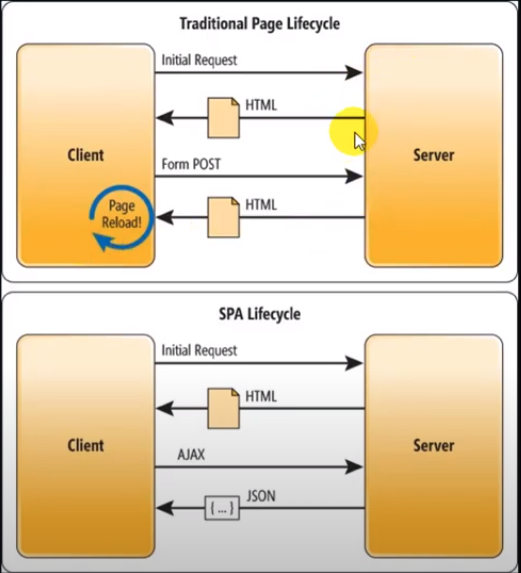 Traditional Page Lifecycle
Initial Request
HTML
Client
Server
Form POST
Page
Reload!
HTML
SPA Lifecycle
Initial Request
HTML
Client
Server
AJAX
JSON
{ ... }